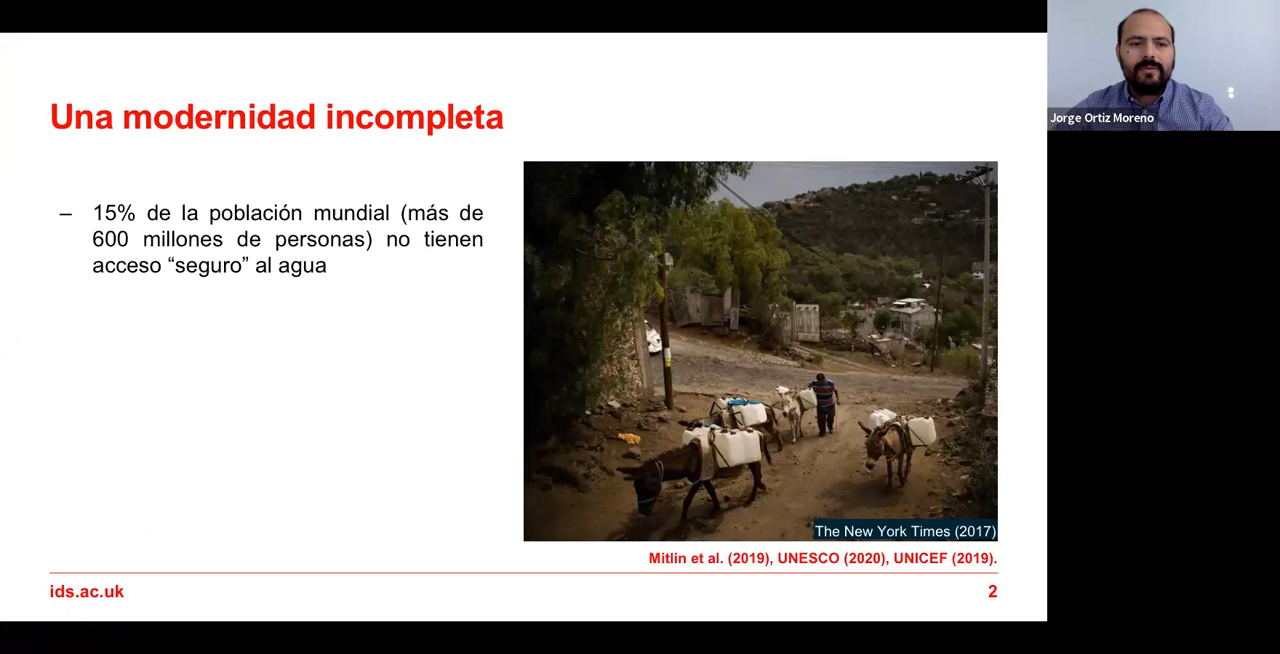 Una modernidad incompleta
– 15% de la población mundial (más de
600 millones de personas) no tienen
acceso “seguro” al agua
The New York Times (2017)
Mitlin et al. (2019), UNESCO (2020), UNICEF (2019).
ids.ac.uk
2
Jorge Ortiz Moreno